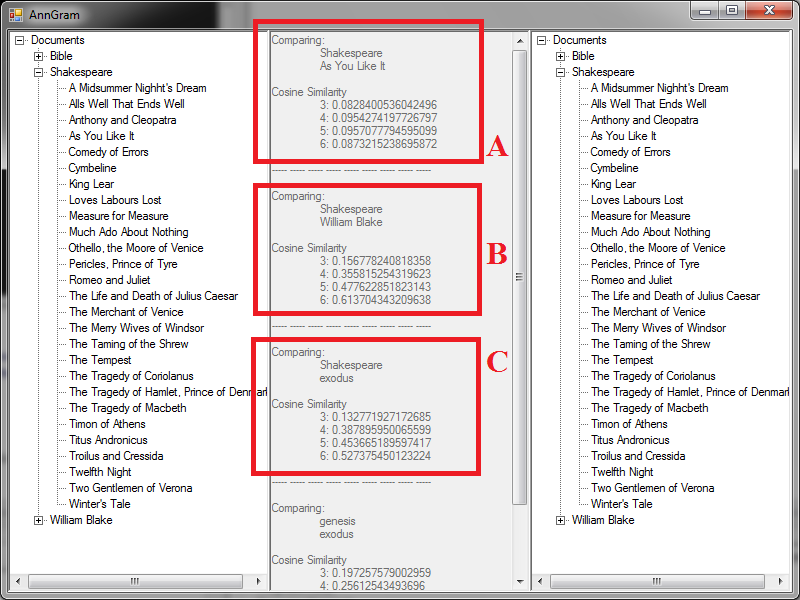 AnnGram
Documents
Bible
Shakespeare
A Midsummer Nighht's Dream
Alls Well That Ends Well
Anthony and Cleopatra
As You Like It
Comedy of Errors
Cymbeline
King Lear
Loves Labours Lost
Measure for Measure
Much Ado About Nothing
Othello, the Moore of Venice
Pericles, Prince of Tyre
Romeo and Juliet
The Life and Death of Julius Caesar
The Merchant of Venice
The Merry Wives of Windsor
The Taming of the Shrew
The Tempest
The Tragedy of Coriolanus
The Tragedy of Hamlet, Prince of Denmark
The Tragedy of Macbeth
Timon of Athens
Titus Andronicus
Troilus and Cressida
Twelfth Night
Two Gentlemen of Verona
Winter's Tale
William Blake
Comparing:
Shakespeare
As You Like It
Cosine Similarity
3: 0.0828400536042496
4: 0.0954274197726797
5: 0.0957077794595099
6: 0.0873215238695872
A
----- ----- ----- ----- ----- ----- ----- ----- -----
Comparing:
Shakespeare
William Blake
Cosine Similarity
3: 0.156778240818358
4: 0.355815254319623
5: 0.477622851823143
6: 0.613704343209638
B
----- ----- ----- ----- ----- ----- ----- ----- -----
Comparing:
Shakespeare
exodus
Cosine Similarity
3: 0.132771927172685
4: 0.387895950065599
5: 0.453665189597417
6: 0.527375450123224
C
----- ----- ----- ----- ----- ----- ----- ----- -----
Comparing:
genesis
exodus
Cosine Similarity
3: 0.197257579002959
4: 0.25612543493696
Documents
Bible
Shakespeare
A Midsummer Nighht's Dream
Alls Well That Ends Well
Anthony and Cleopatra
As You Like It
Comedy of Errors
Cymbeline
King Lear
Loves Labours Lost
Measure for Measure
Much Ado About Nothing
Othello, the Moore of Venice
Pericles, Prince of Tyre
Romeo and Juliet
The Life and Death of Julius Caesar
The Merchant of Venice
The Merry Wives of Windsor
The Taming of the Shrew
The Tempest
The Tragedy of Coriolanus
The Tragedy of Hamlet, Prince of Denmark
The Tragedy of Macbeth
Timon of Athens
Titus Andronicus
Troilus and Cressida
Twelfth Night
Two Gentlemen of Verona
Winter's Tale
William Blake